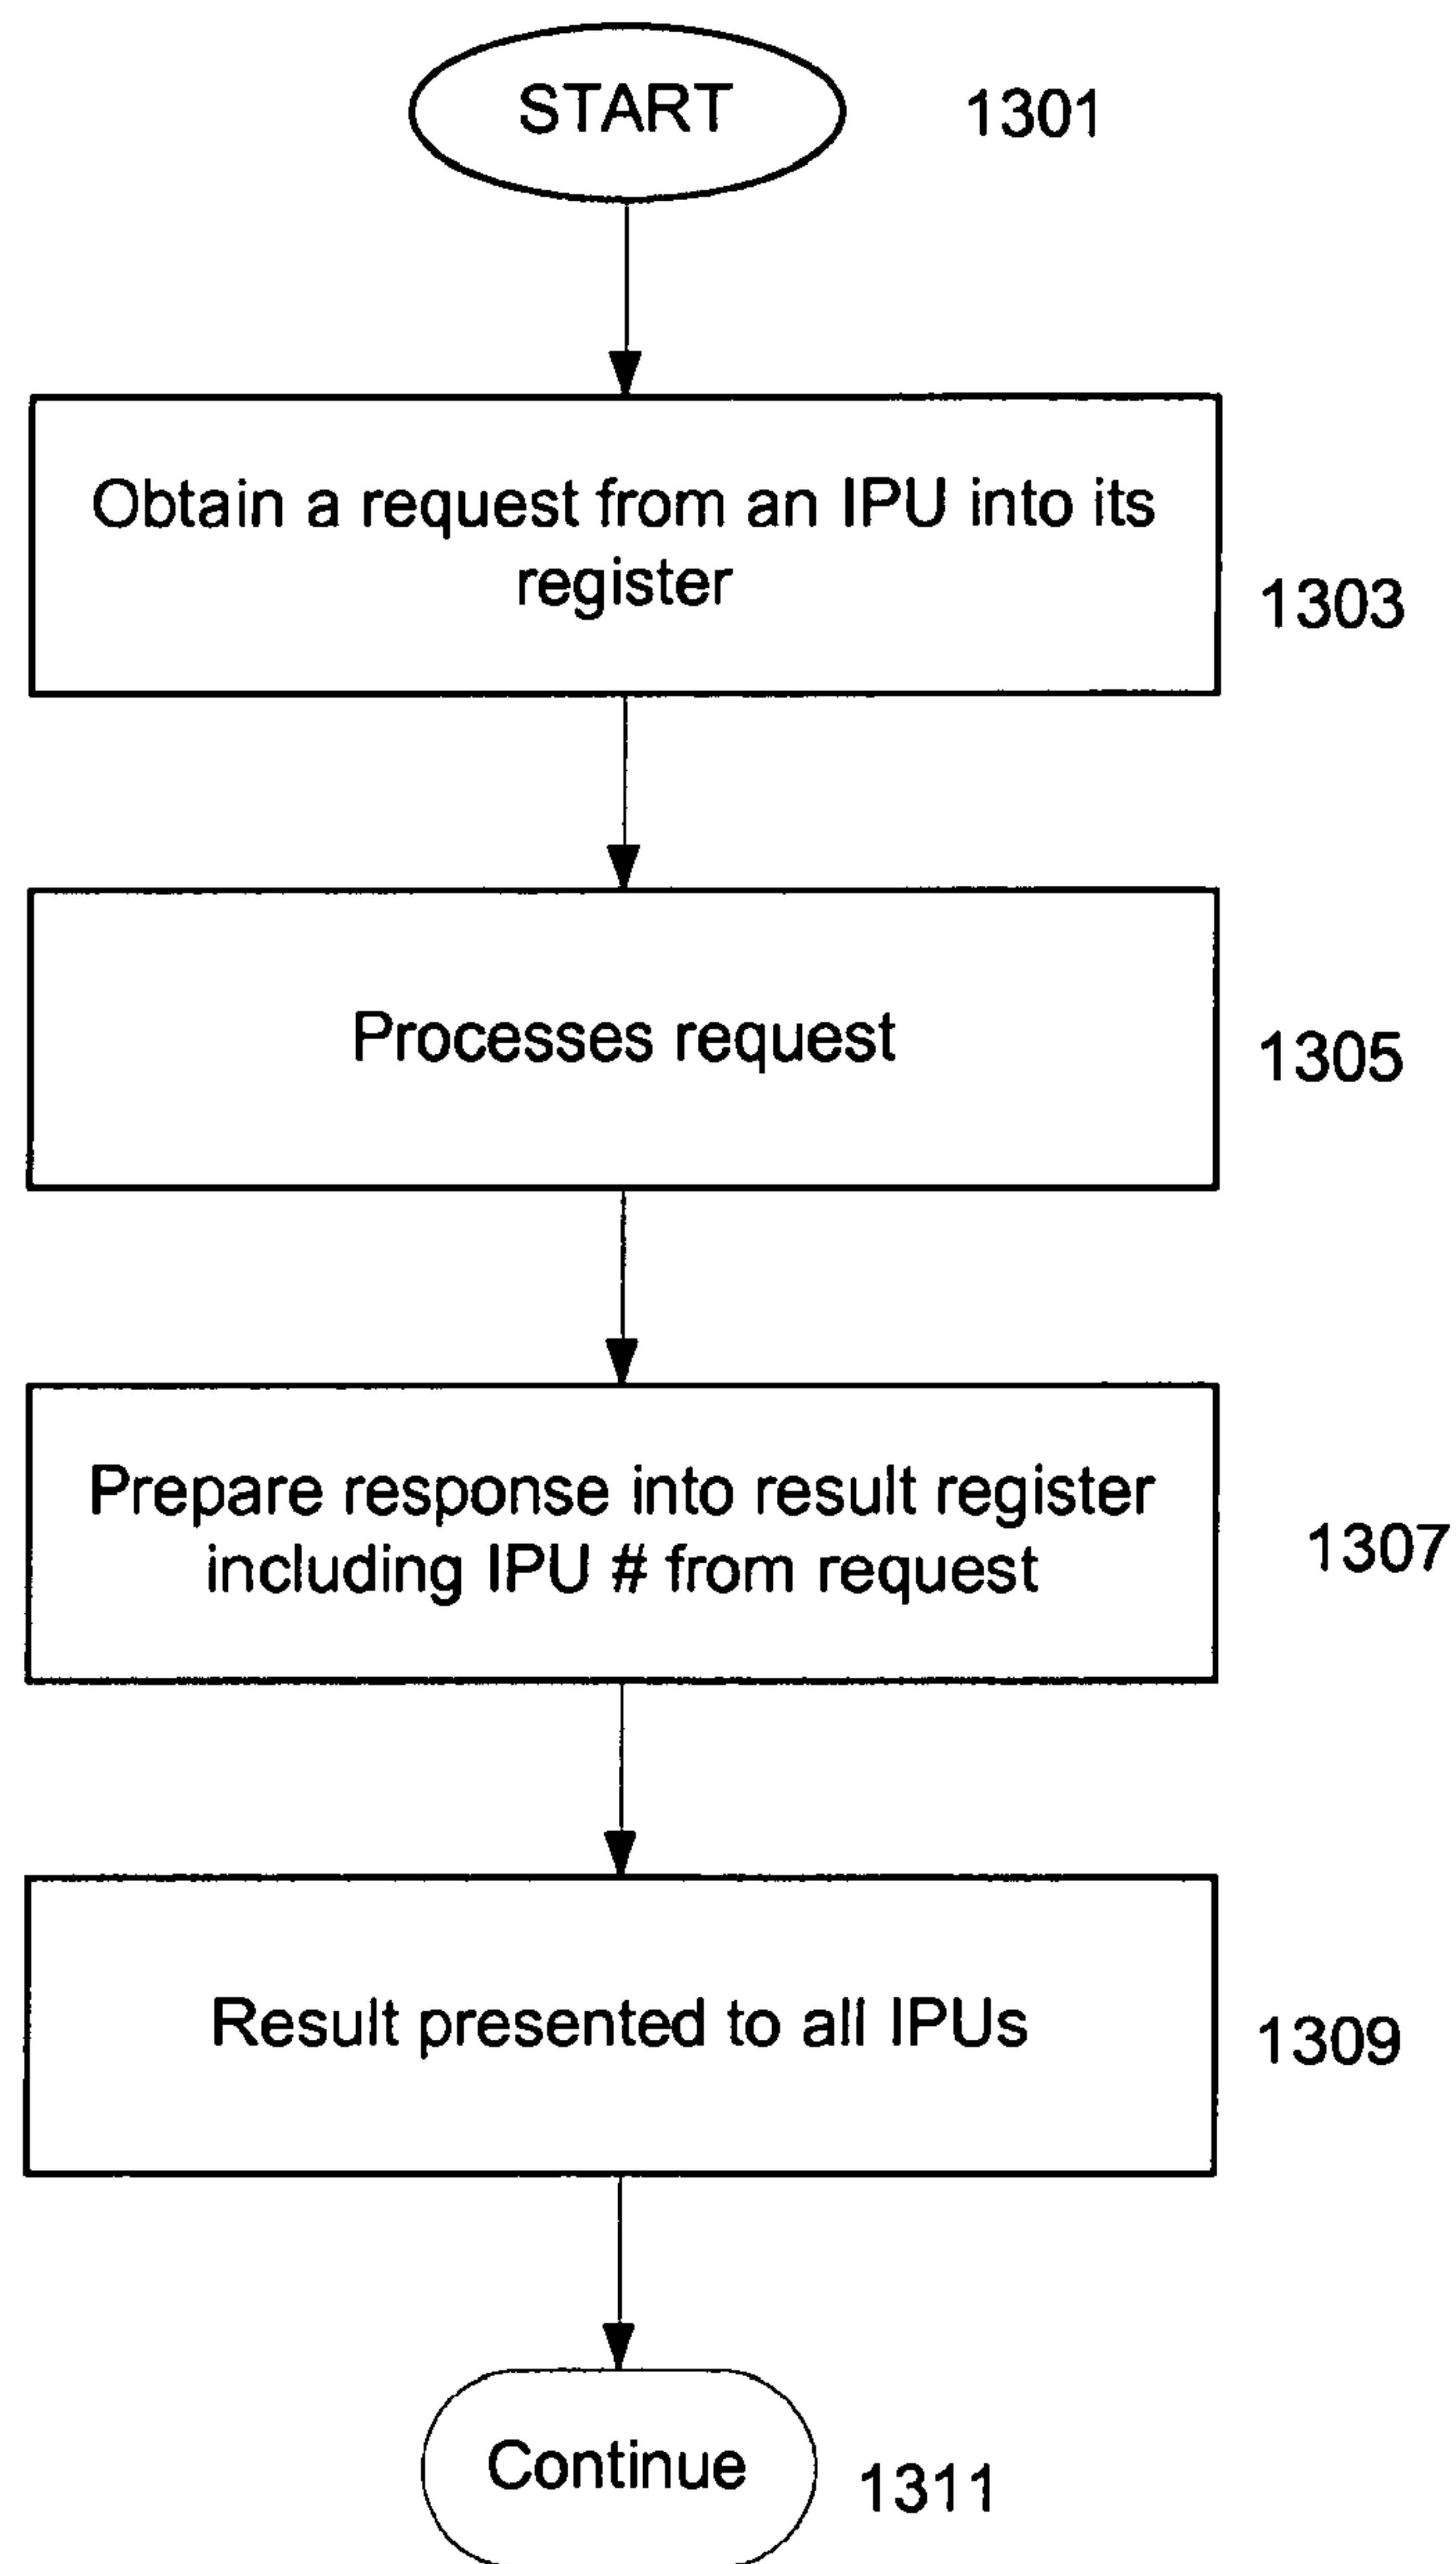 START
1301
Obtain a request from an IPU into its
register
1303
Processes request
1305
Prepare response into result register
including IPU # from request
1307
Result presented to all IPUs
1309
Continue
1311